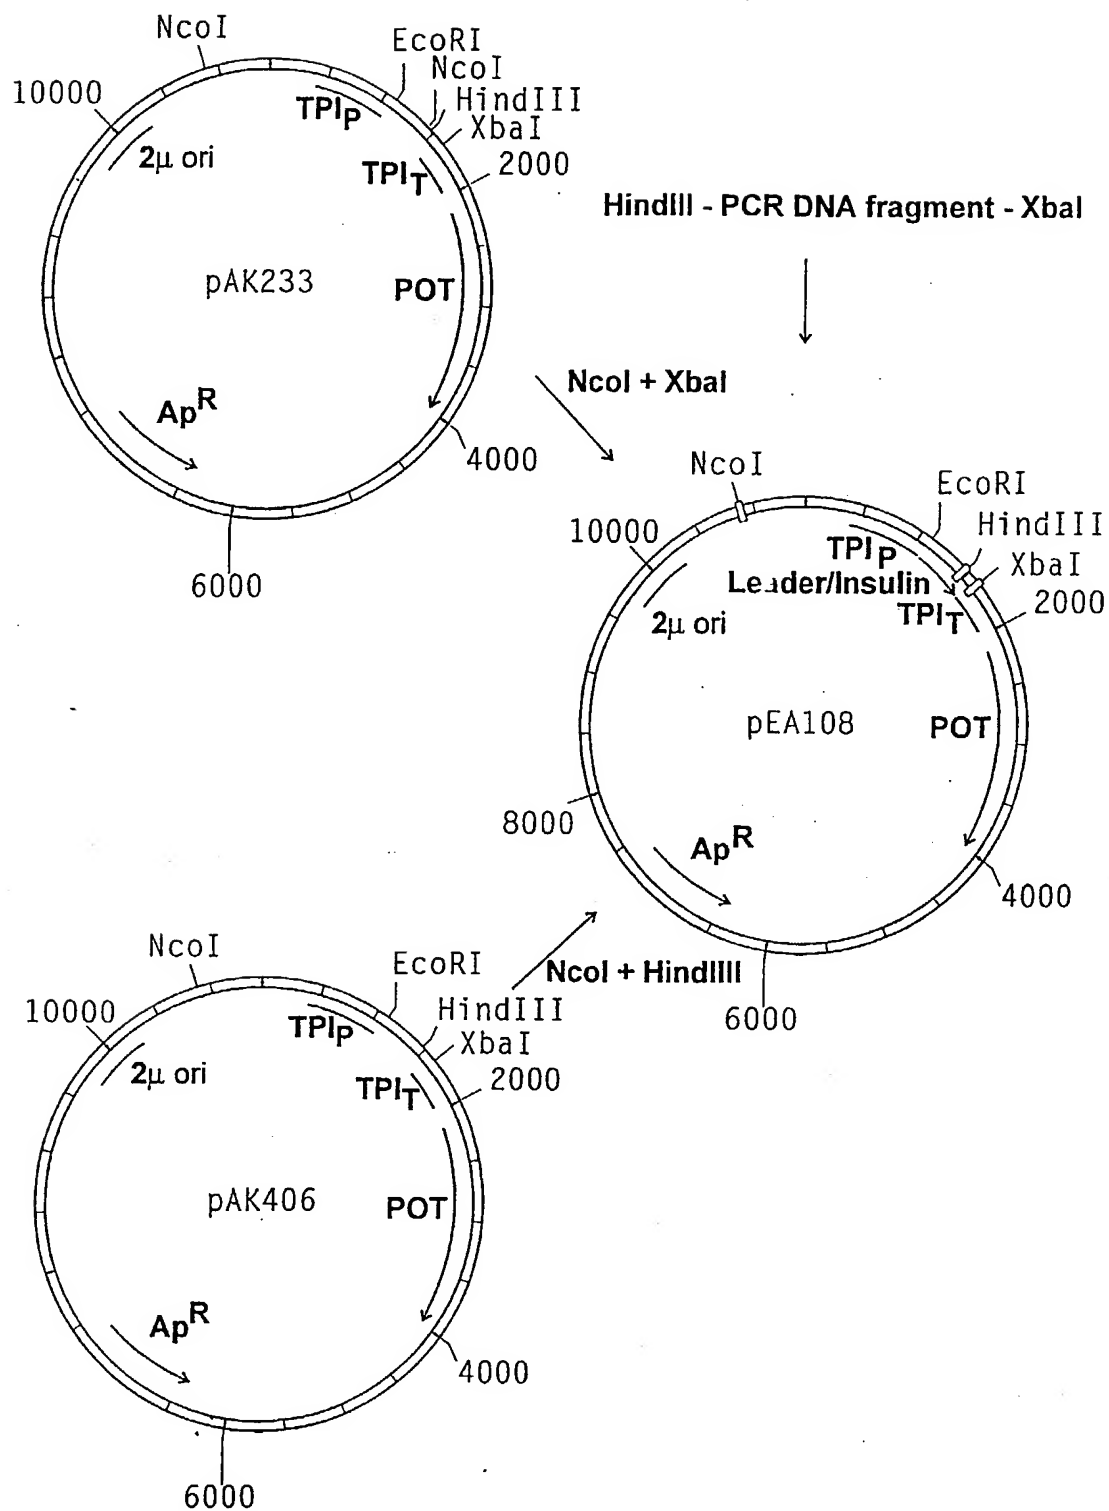 NcoI
EcoRI
NcoI
HindIII
XbaI
10000
TPIP
2µ ori
TPIT
2000
pAK233
POT
ApR
4000
6000
HindIII - PCR DNA fragment - XbaI
NcoI + XbaI
NcoI
EcoRI
HindIII
XbaI
10000
TPIP
Leader/Insulin
TPIT
2000
2µ ori
pEA108
POT
8000
ApR
4000
6000
NcoI + HindIIII
NcoI
EcoRI
HindIII
XbaI
10000
TPIP
2µ ori
TPIT
2000
pAK406
POT
ApR
4000
6000